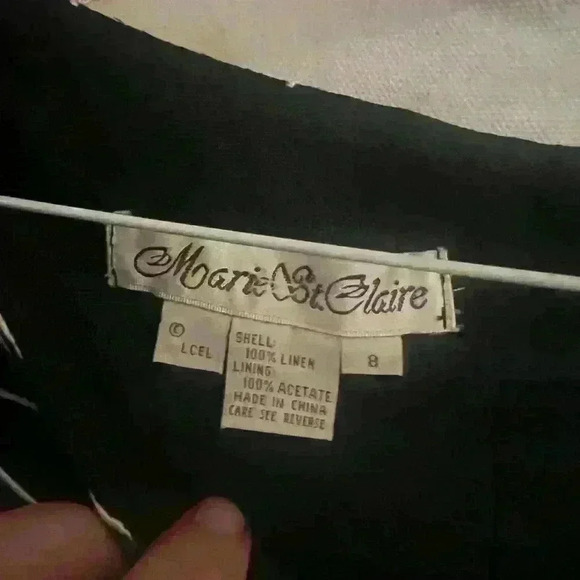 Marie St. Claire
©
LCEL
SHELL:
100% LINEN
LINING:
100% ACETATE
MADE IN CHINA
CARE SEE REVERSE
8